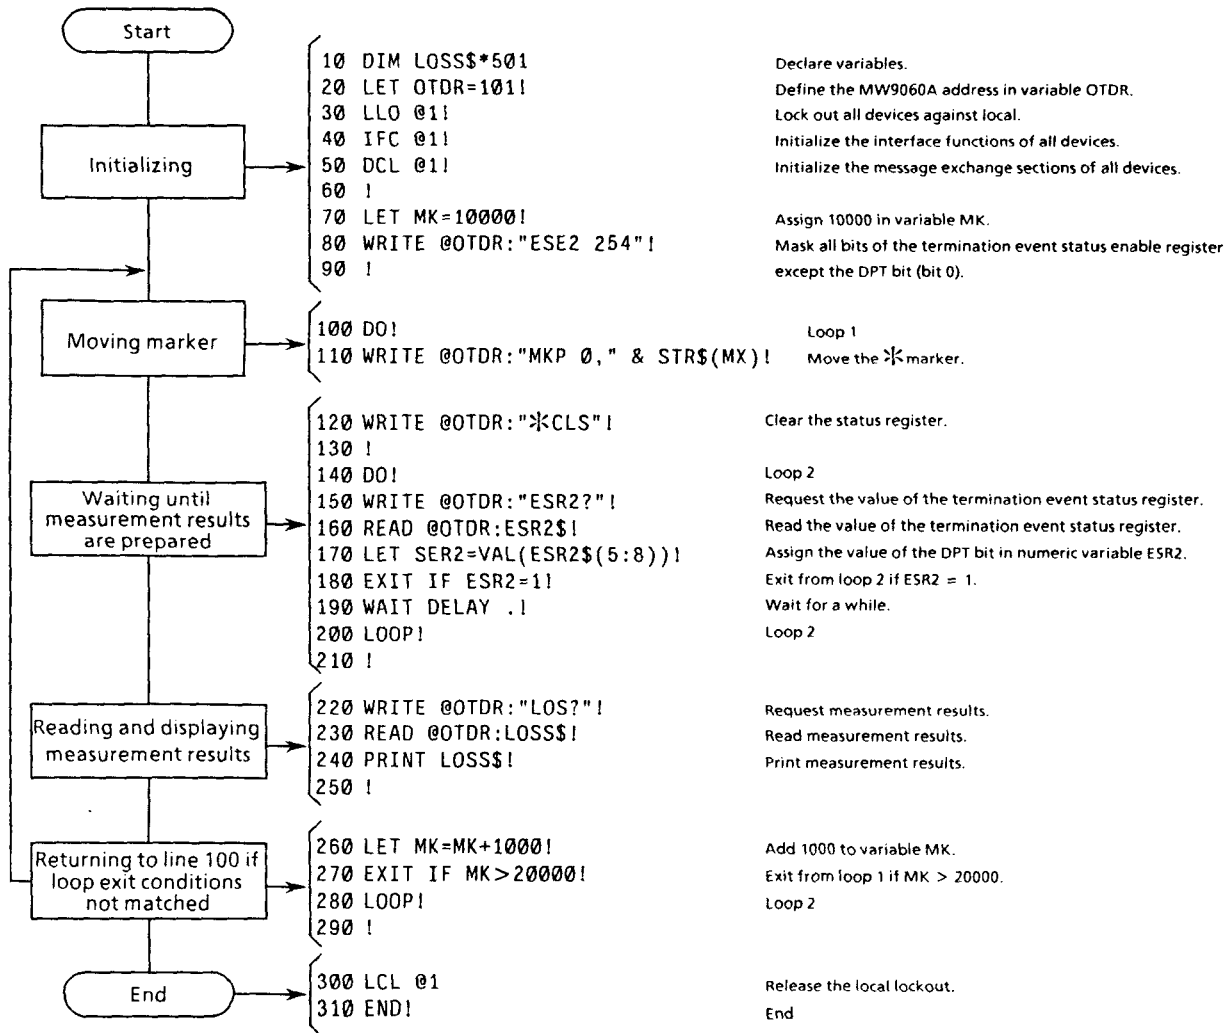 Start
10 DIM LOSS$*501 Declare variables.
20 LET OTDR=101! Define the MW9060A address in variable OTDR.
30 LLO @1! Lock out all devices against local.
Initializing
40 IFC @1! Initialize the interface functions of all devices.
50 DCL @1! Initialize the message exchange sections of all devices.
60 !
70 LET MK=10000! Assign 10000 in variable MK.
80 WRITE @OTDR:"ESE2 254"! Mask all bits of the termination event status enable register
90 ! except the DPT bit (bit 0).
Moving marker
100 DO! Loop 1
110 WRITE @OTDR:"MKP 0," & STR$(MX)! Move the * marker.
120 WRITE @OTDR:"*CLS"! Clear the status register.
130 !
140 DO! Loop 2
Waiting until
measurement results
are prepared
150 WRITE @OTDR:"ESR2?"! Request the value of the termination event status register.
160 READ @OTDR:ESR2$! Read the value of the termination event status register.
170 LET SER2=VAL(ESR2$(5:8))! Assign the value of the DPT bit in numeric variable ESR2.
180 EXIT IF ESR2=1! Exit from loop 2 if ESR2 = 1.
190 WAIT DELAY .! Wait for a while.
200 LOOP! Loop 2
210 !
Reading and displaying
measurement results
220 WRITE @OTDR:"LOS?"! Request measurement results.
230 READ @OTDR:LOSS$! Read measurement results.
240 PRINT LOSS$! Print measurement results.
250 !
Returning to line 100 if
loop exit conditions
not matched
260 LET MK=MK+1000! Add 1000 to variable MK.
270 EXIT IF MK>20000! Exit from loop 1 if MK > 20000.
280 LOOP! Loop 2
290 !
End
300 LCL @1 Release the local lockout.
310 END! End